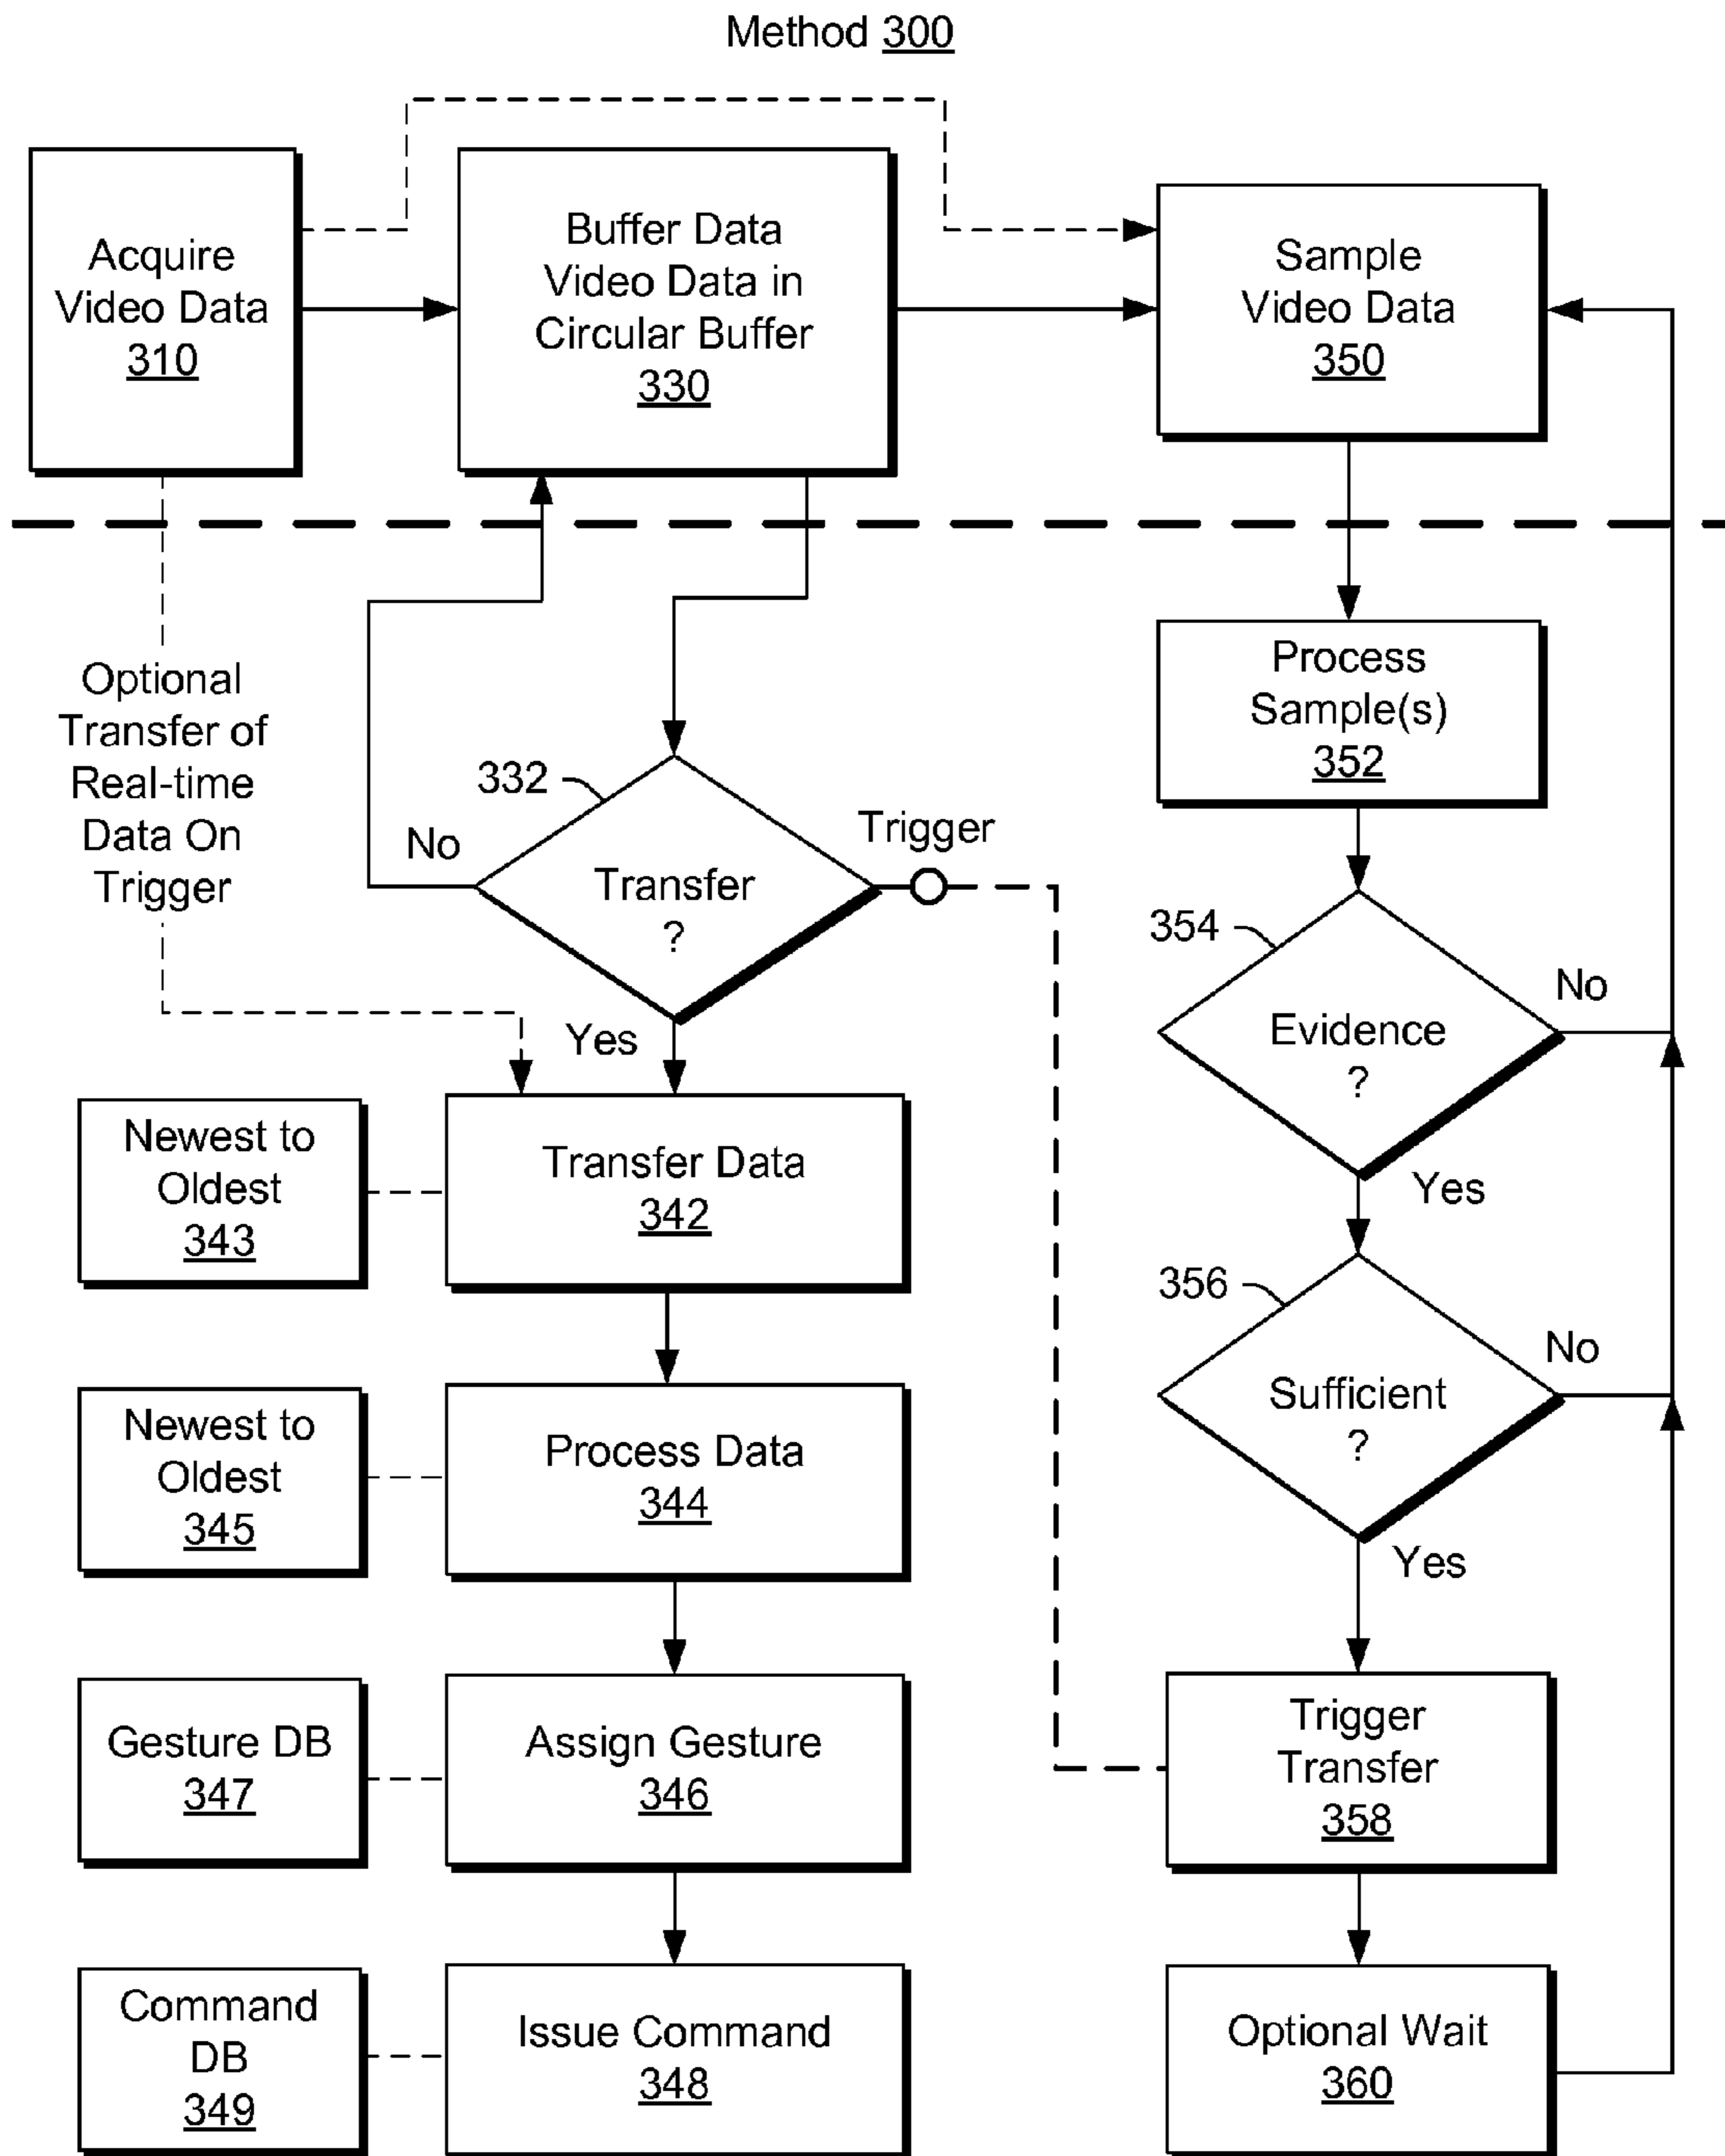 Method 300
Acquire
Video Data
310
Buffer Data
Video Data in
Circular Buffer
330
Sample
Video Data
350
Optional
Transfer of
Real-time
Data On
Trigger
332
No
Transfer
?
Trigger
Yes
Process
Sample(s)
352
354
No
Evidence
?
Yes
Newest to
Oldest
343
Transfer Data
342
356
No
Sufficient
?
Yes
Newest to
Oldest
345
Process Data
344
Gesture DB
347
Assign Gesture
346
Trigger
Transfer
358
Command
DB
349
Issue Command
348
Optional Wait
360